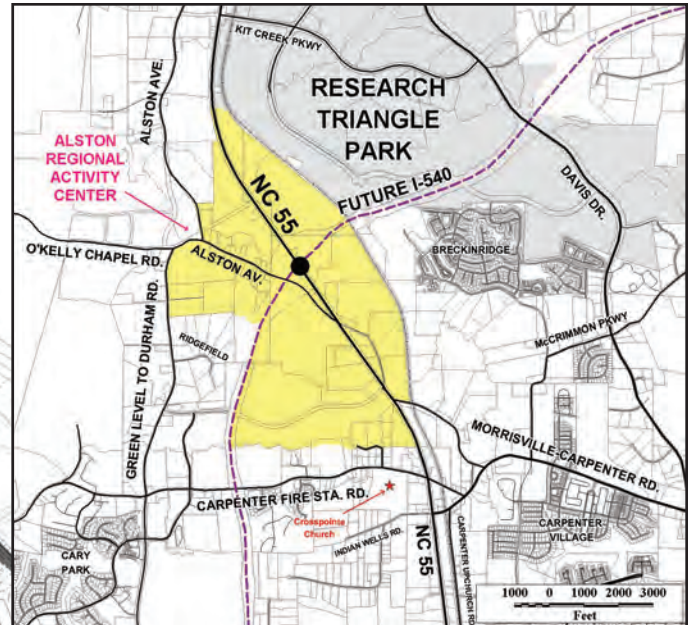 KIT CREEK PKWY
RESEARCH
TRIANGLE
PARK
ALSTON AVE.
ALSTON
REGIONAL
ACTIVITY
CENTER
NC 55
FUTURE I-540
DAVIS DR.
O'KELLY CHAPEL RD.
ALSTON AV.
BRECKINRIDGE
GREEN LEVEL TO DURHAM RD.
RIDGEFIELD
McCRIMMON PKWY
MORRISVILLE-CARPENTER RD.
CARPENTER FIRE STA. RD.
Crosspointe
Church
INDIAN WELLS RD.
NC 55
CARPENTER UPCHURCH RD
CARPENTER
VILLAGE
CARY
PARK
1000 0 1000 2000 3000
Feet